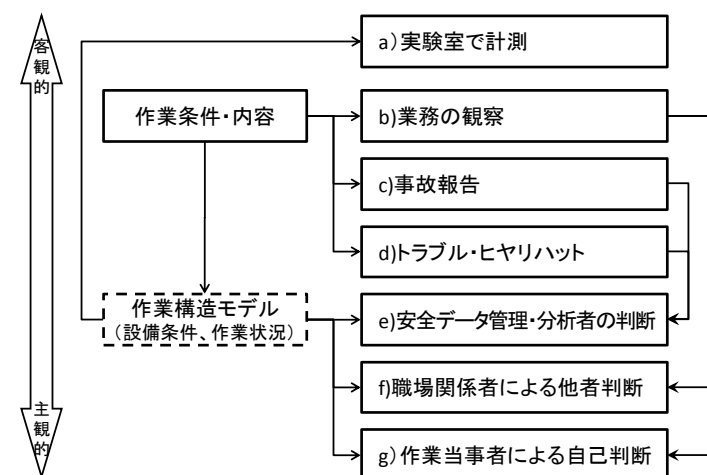 客観的
a）実験室で計測
作業条件・内容
b)業務の観察
c)事故報告
d)トラブル・ヒヤリハット
作業構造モデル
（設備条件、作業状況）
e)安全データ管理・分析者の判断
f)職場関係者による他者判断
主観的
g）作業当事者による自己判断